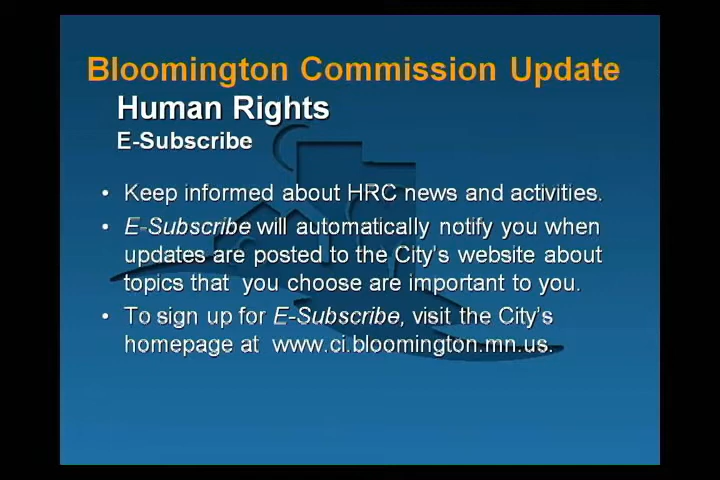 Bloomington Commission Update
Human Rights
E-Subscribe
• Keep informed about HRC news and activities.
• E-Subscribe will automatically notify you when
updates are posted to the City's website about
topics that you choose are important to you.
• To sign up for E-Subscribe, visit the City's
homepage at www.ci.bloomington.mn.us.